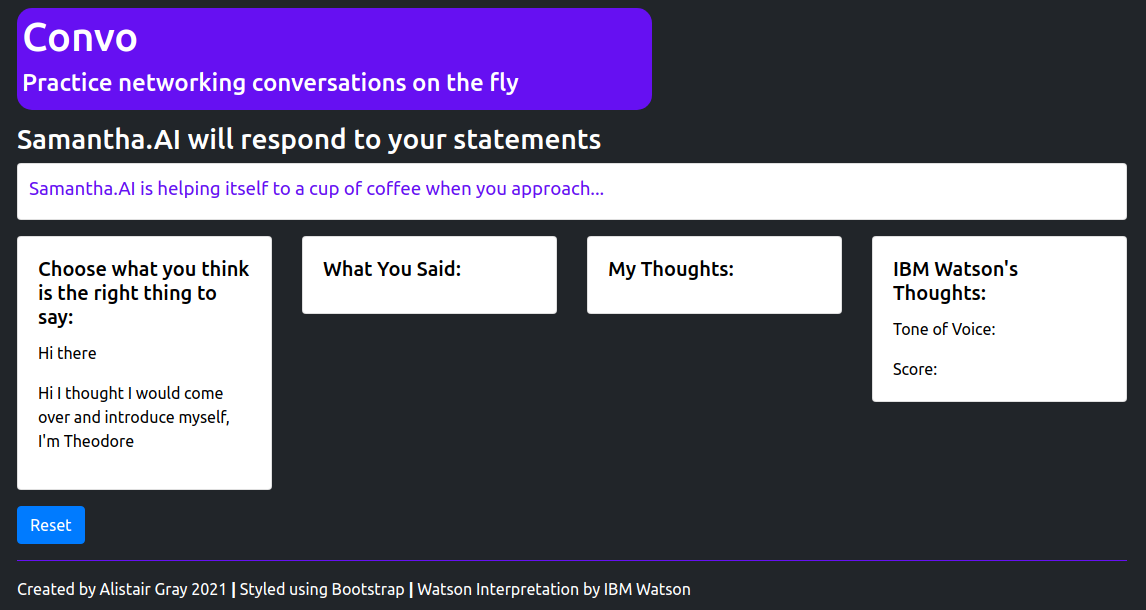 Convo
Practice networking conversations on the fly
Samantha.AI will respond to your statements
Samantha.AI is helping itself to a cup of coffee when you approach...
Choose what you think
is the right thing to
say:
Hi there
Hi I thought I would come
over and introduce myself,
I'm Theodore
What You Said:
My Thoughts:
IBM Watson's
Thoughts:
Tone of Voice:
Score:
Reset
Created by Alistair Gray 2021 | Styled using Bootstrap | Watson Interpretation by IBM Watson